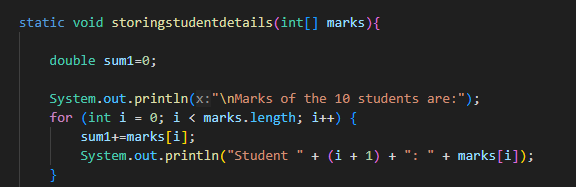 static void storingstudentdetails(int[] marks){
double sum1=0;
System.out.println(x:"\nMarks of the 10 students are:");
for (int i = 0; i < marks.length; i++) {
sum1+=marks[i];
System.out.println("Student " + (i + 1) + ": " + marks[i]);
}